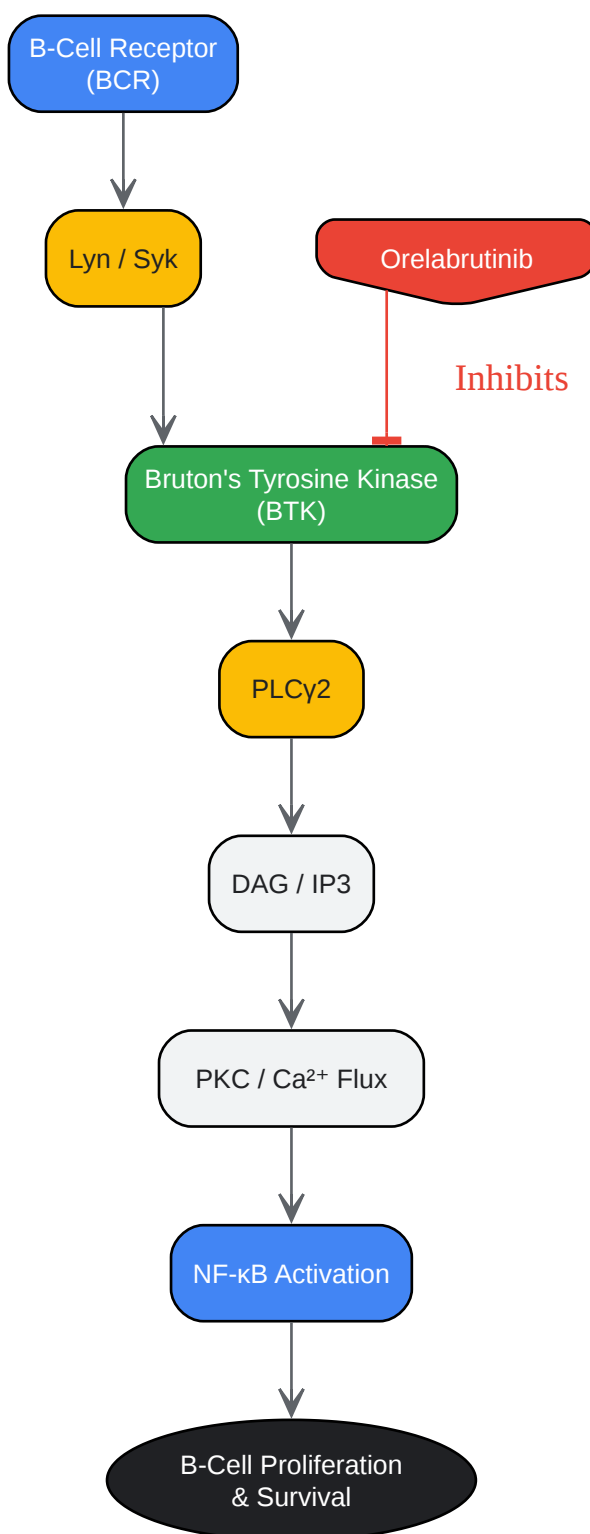 B-Cell Receptor
(BCR)
Lyn / Syk
Orelabrutinib
Inhibits
Bruton's Tyrosine Kinase
(BTK)
PLCγ2
DAG / IP3
PKC / Ca²⁺ Flux
NF-κB Activation
B-Cell Proliferation
& Survival